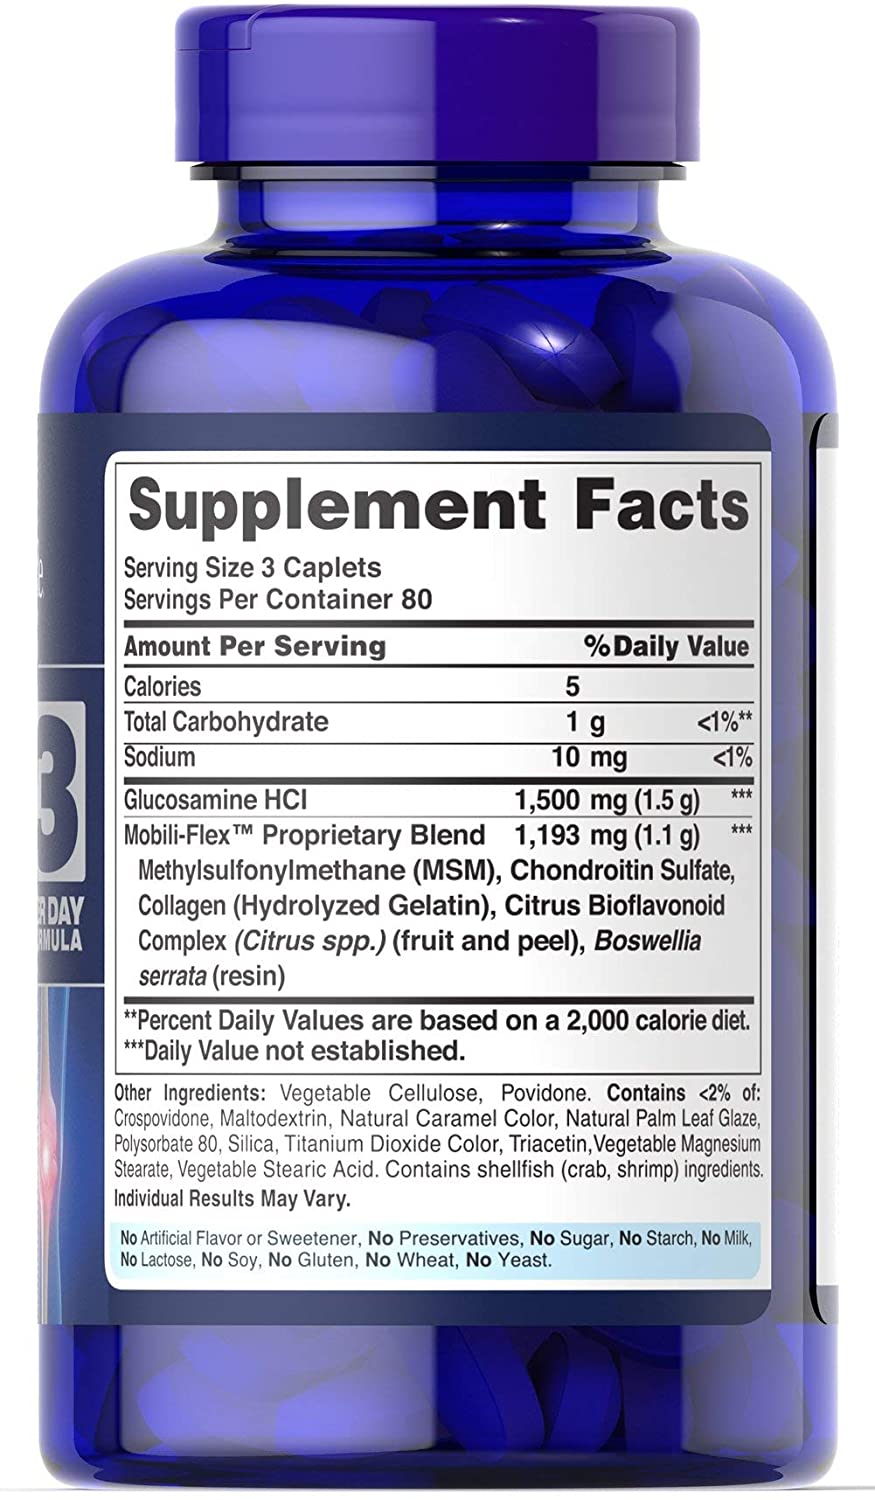 e
3
ER DAY
RMULA
Supplement Facts
Serving Size 3 Caplets
Servings Per Container 80
Amount Per Serving %Daily Value
Calories 5
Total Carbohydrate 1 g <1%**
Sodium 10 mg <1%
Glucosamine HCl 1,500 mg (1.5 g) ***
Mobili-Flex™ Proprietary Blend 1,193 mg (1.1 g) ***
Methylsulfonylmethane (MSM), Chondroitin Sulfate,
Collagen (Hydrolyzed Gelatin), Citrus Bioflavonoid
Complex (Citrus spp.) (fruit and peel), Boswellia
serrata (resin)
**Percent Daily Values are based on a 2,000 calorie diet.
***Daily Value not established.
Other Ingredients: Vegetable Cellulose, Povidone. Contains <2% of:
Crospovidone, Maltodextrin, Natural Caramel Color, Natural Palm Leaf Glaze,
Polysorbate 80, Silica, Titanium Dioxide Color, Triacetin,Vegetable Magnesium
Stearate, Vegetable Stearic Acid. Contains shellfish (crab, shrimp) ingredients.
Individual Results May Vary.
No Artificial Flavor or Sweetener, No Preservatives, No Sugar, No Starch, No Milk,
No Lactose, No Soy, No Gluten, No Wheat, No Yeast.